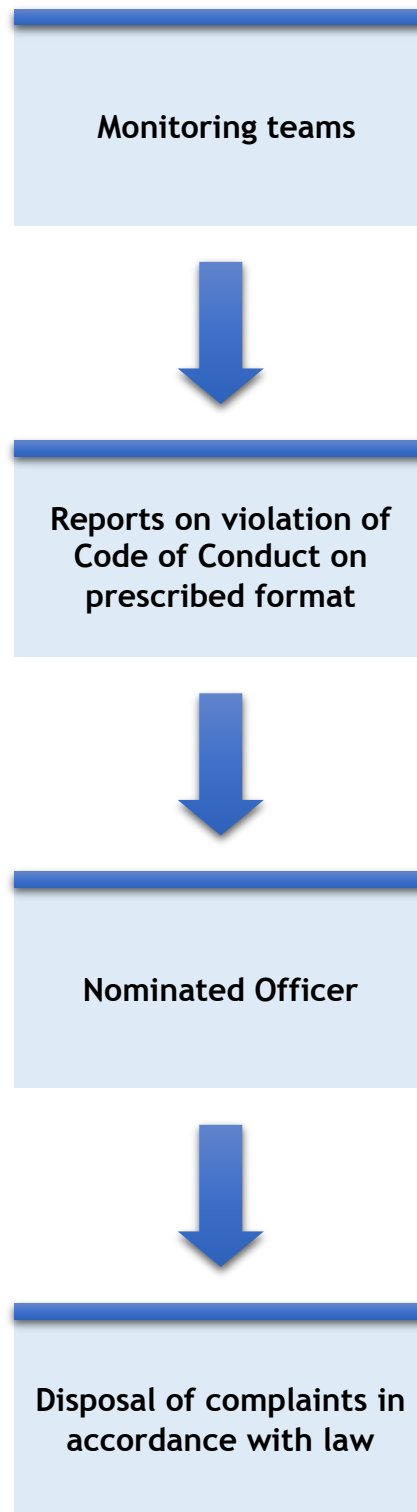 Monitoring teams
Reports on violation of
Code of Conduct on
prescribed format
Nominated Officer
Disposal of complaints in
accordance with law